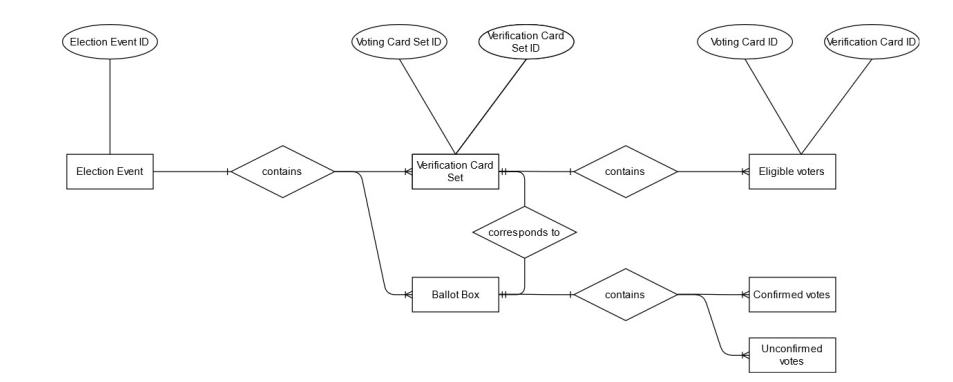 Election Event ID
Voting Card Set ID
Verification Card
Set ID
Voting Card ID
Verification Card ID
Election Event
contains
Verification Card
Set
contains
Eligible voters
corresponds to
Ballot Box
contains
Confirmed votes
Unconfirmed
votes